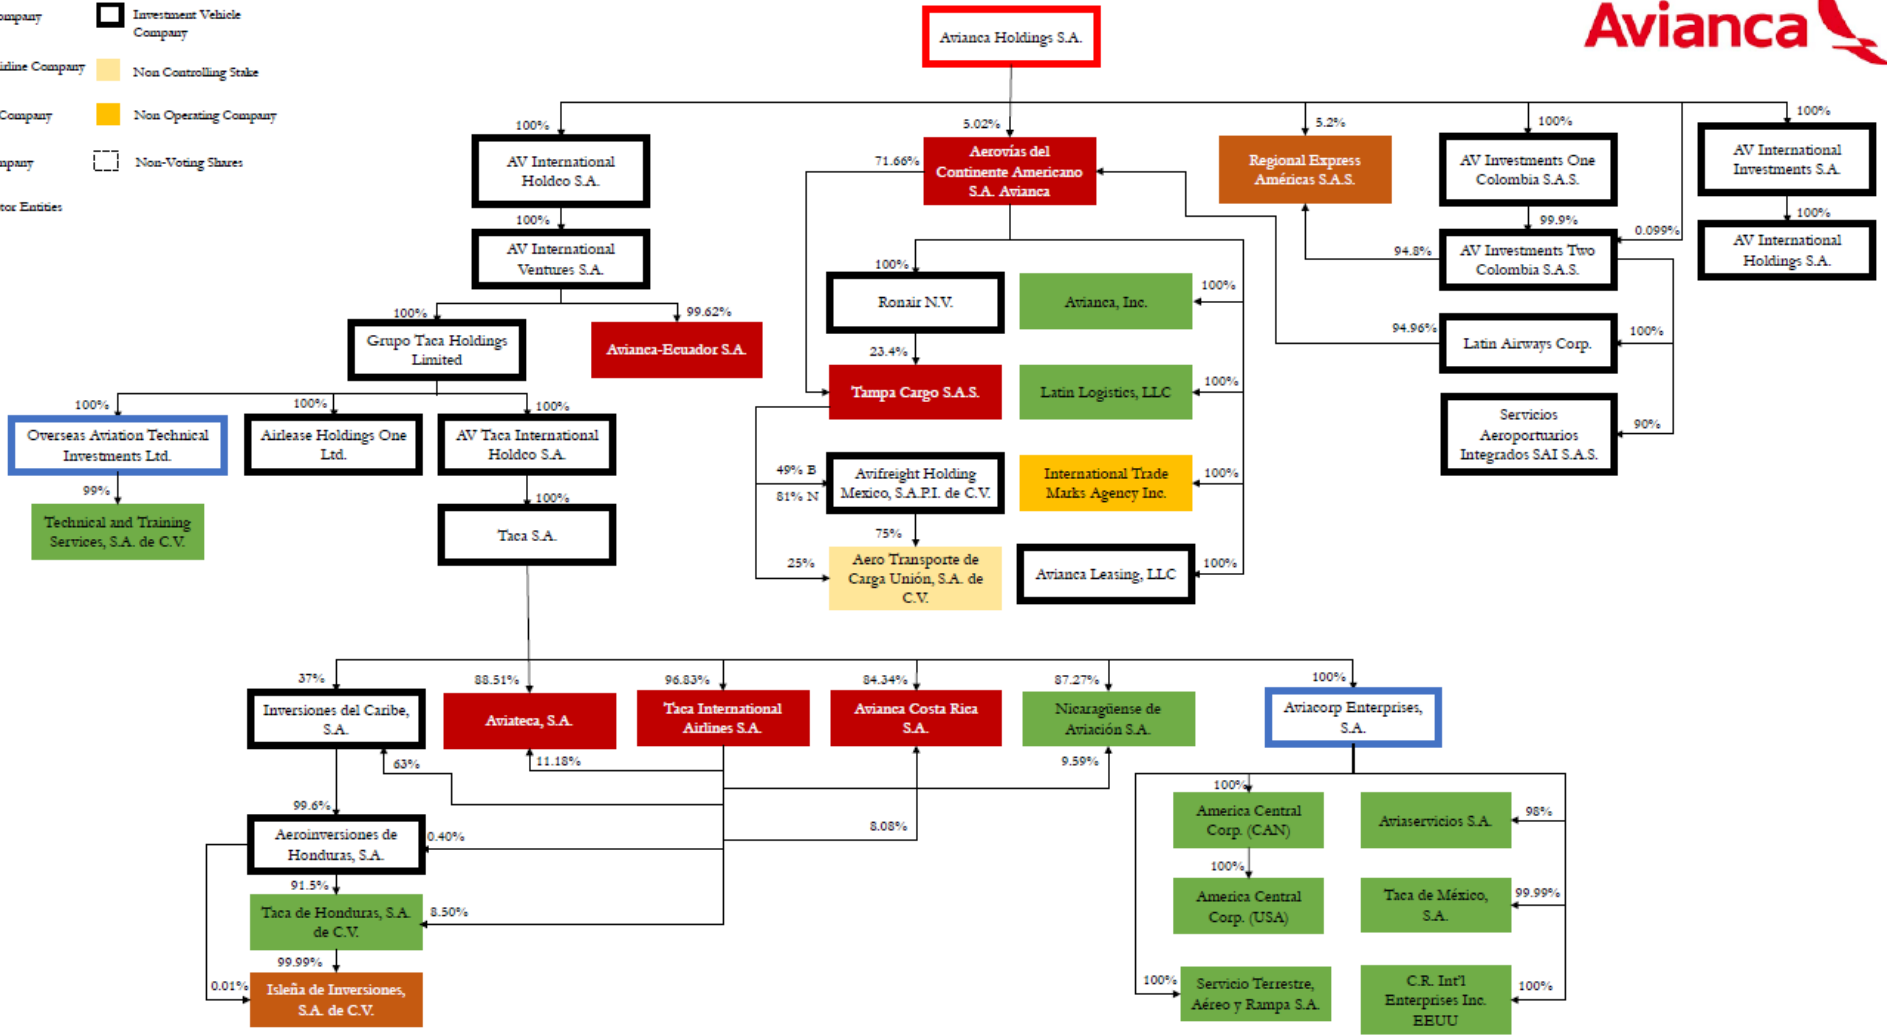 Investment Vehicle
Company
Airline Company
Non Controlling Stake
Company
Non Operating Company
Non-Voting Shares
Entities
Avianca
Avianca Holdings S.A.
100%
5.02%
5.2%
100%
100%
AV International
Holdco S.A.
71.66%
Aerovías del
Continente Americano
S.A. Avianca
Regional Express
Américas S.A.S.
AV Investments One
Colombia S.A.S.
AV International
Investments S.A.
100%
99.9%
0.099%
100%
AV International
Ventures S.A.
94.8%
AV Investments Two
Colombia S.A.S.
AV International
Holdings S.A.
100%
99.62%
100%
Ronair N.V.
Avianca, Inc.
100%
Grupo Taca Holdings
Limited
Avianca-Ecuador S.A.
94.96%
Latin Airways Corp.
100%
23.4%
Tampa Cargo S.A.S.
Latin Logistics, LLC
100%
100%
100%
100%
Overseas Aviation Technical
Investments Ltd.
Airlease Holdings One
Ltd.
AV Taca International
Holdco S.A.
Servicios
Aeroportuarios
Integrados SAI S.A.S.
90%
49% B
81% N
Avifreight Holding
Mexico, S.A.P.I. de C.V.
International Trade
Marks Agency Inc.
100%
99%
100%
Technical and Training
Services, S.A. de C.V.
Taca S.A.
75%
25%
Aero Transporte de
Carga Unión, S.A. de
C.V.
Avianca Leasing, LLC
100%
37%
88.51%
96.83%
84.34%
87.27%
100%
Inversiones del Caribe,
S.A.
Aviateca, S.A.
Taca International
Airlines S.A.
Avianca Costa Rica
S.A.
Nicaragüense de
Aviación S.A.
Aviacorp Enterprises,
S.A.
63%
11.18%
9.59%
99.6%
100%
America Central
Corp. (CAN)
Aviaservicios S.A.
98%
Aeroinversiones de
Honduras, S.A.
0.40%
8.08%
91.5%
100%
America Central
Corp. (USA)
Taca de México,
S.A.
99.99%
Taca de Honduras, S.A.
de C.V.
8.50%
99.99%
0.01%
Isleña de Inversiones,
S.A. de C.V.
100%
Servicio Terrestre,
Aéreo y Rampa S.A.
C.R. Int'l
Enterprises Inc.
EEUU
100%